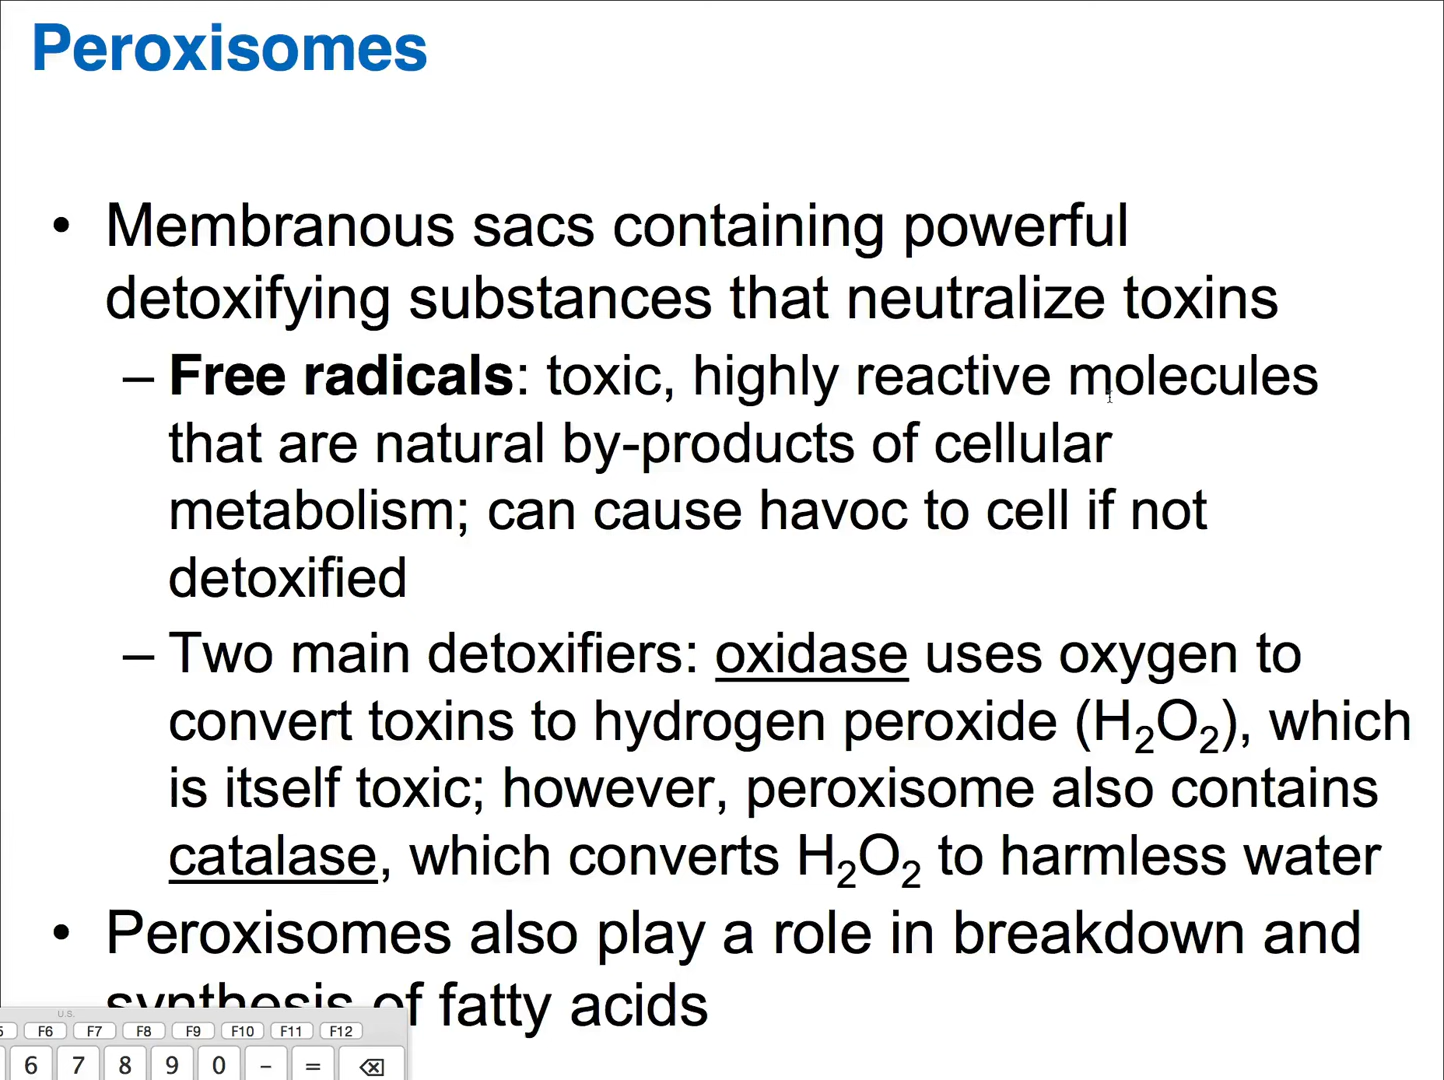 Peroxisomes
• Membranous sacs containing powerful
detoxifying substances that neutralize toxins
– Free radicals: toxic, highly reactive molecules
that are natural by-products of cellular
metabolism; can cause havoc to cell if not
detoxified
– Two main detoxifiers: oxidase uses oxygen to
convert toxins to hydrogen peroxide (H₂O₂), which
is itself toxic; however, peroxisome also contains
catalase, which converts H₂O₂ to harmless water
• Peroxisomes also play a role in breakdown and
synthesis of fatty acids
U.S.
5 F6 F7 F8 F9 F10 F11 F12
6 7 8 9 0 – =